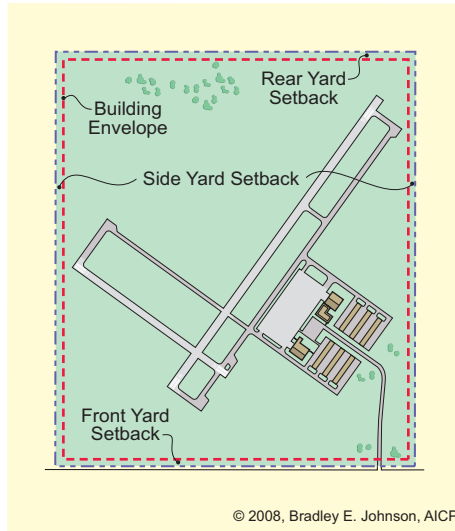 Rear Yard
Setback
Building
Envelope
Side Yard Setback
Front Yard
Setback
© 2008, Bradley E. Johnson, AICP